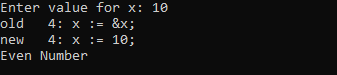 Enter value for x: 10
old   4: x := &x;
new   4: x := 10;
Even Number